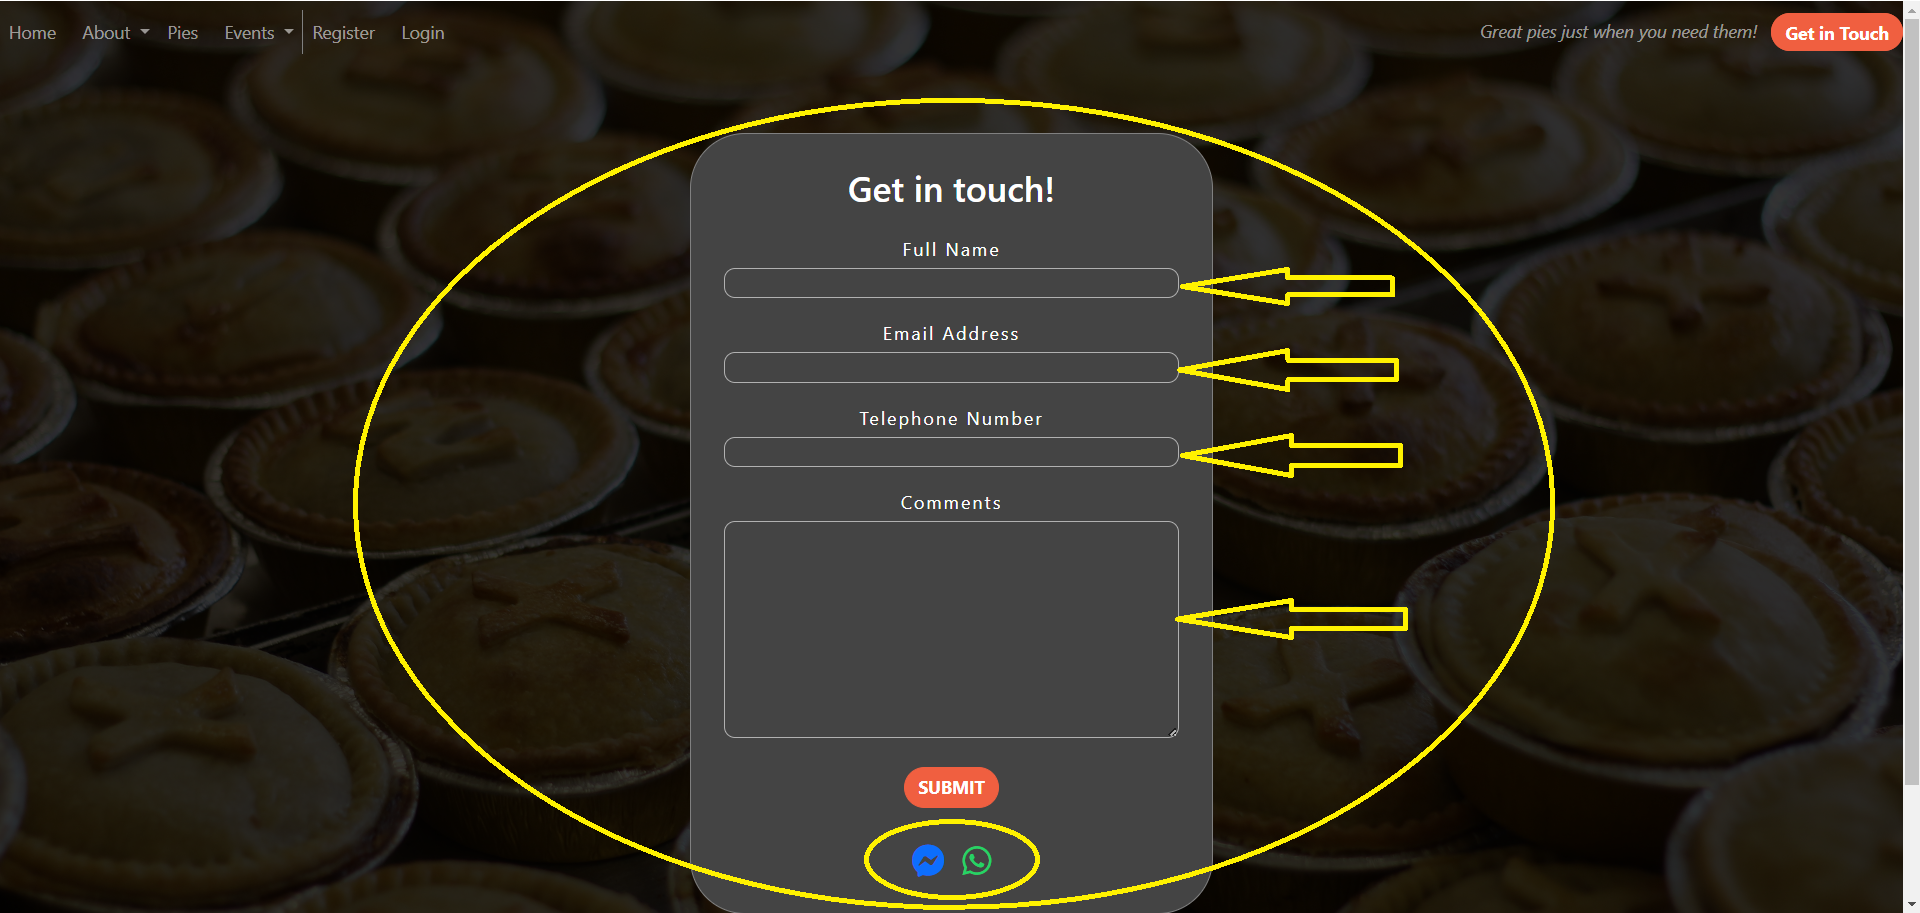 Home About Pies Events Register Login Great pies just when you need them! Get in Touch
Get in touch!
Full Name
Email Address
Telephone Number
Comments
SUBMIT